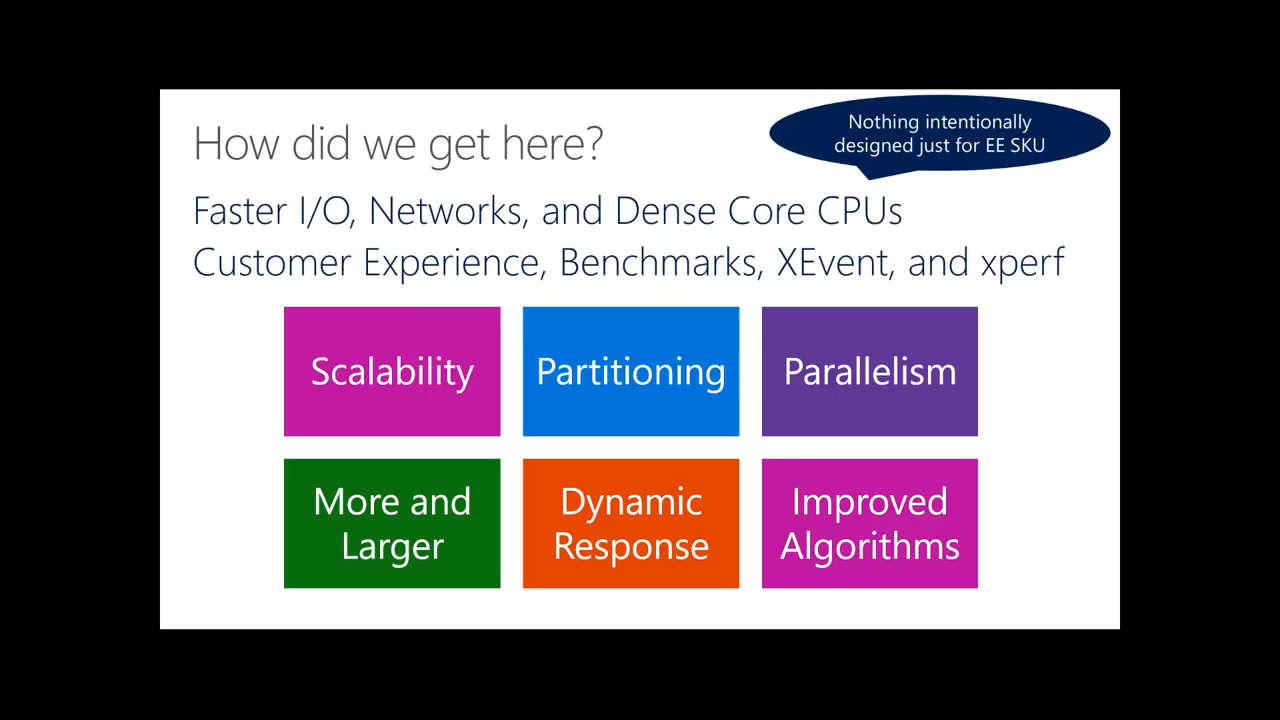 How did we get here?
Nothing intentionally
designed just for EE SKU
Faster I/O, Networks, and Dense Core CPUs
Customer Experience, Benchmarks, XEvent, and xperf
Scalability
Partitioning
Parallelism
More and
Larger
Dynamic
Response
Improved
Algorithms